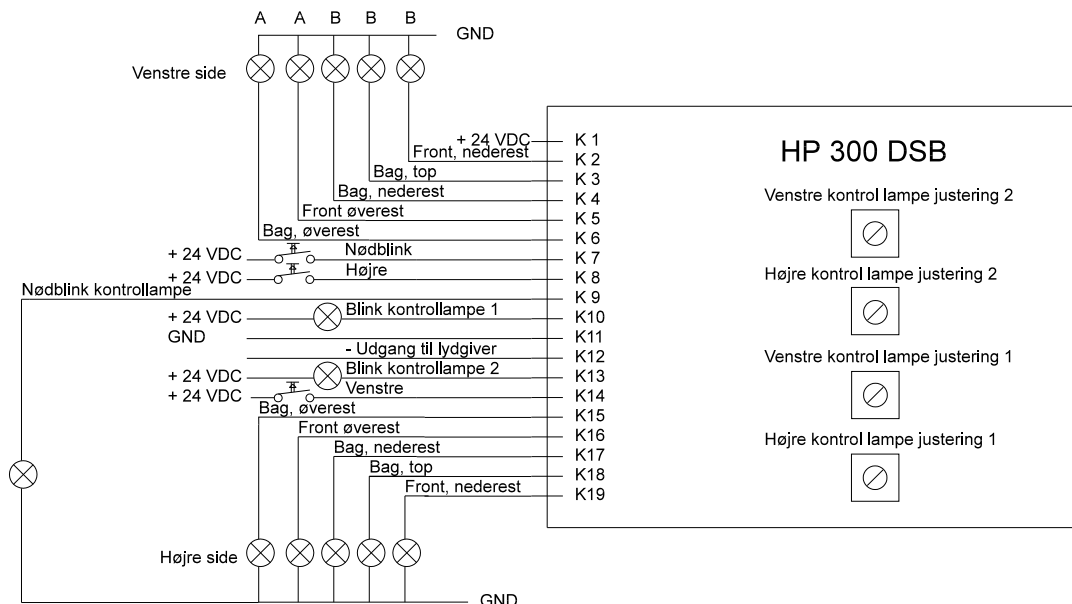 A A B B B
GND
Venstre side
+ 24 VDC K 1
HP 300 DSB
Front, nederest K 2
Bag, top K 3
Bag, nederest K 4
Venstre kontrol lampe justering 2
Front øverest K 5
Bag, øverest K 6
+ 24 VDC Nødblink K 7
+ 24 VDC Højre K 8
Højre kontrol lampe justering 2
Nødblink kontrollampe K 9
+ 24 VDC Blink kontrollampe 1 K10
GND K11
- Udgang til lydgiver K12
Venstre kontrol lampe justering 1
+ 24 VDC Blink kontrollampe 2 K13
+ 24 VDC Venstre K14
Bag, øverest K15
Front øverest K16
Højre kontrol lampe justering 1
Bag, nederest K17
Bag, top K18
Front, nederest K19
Højre side
GND